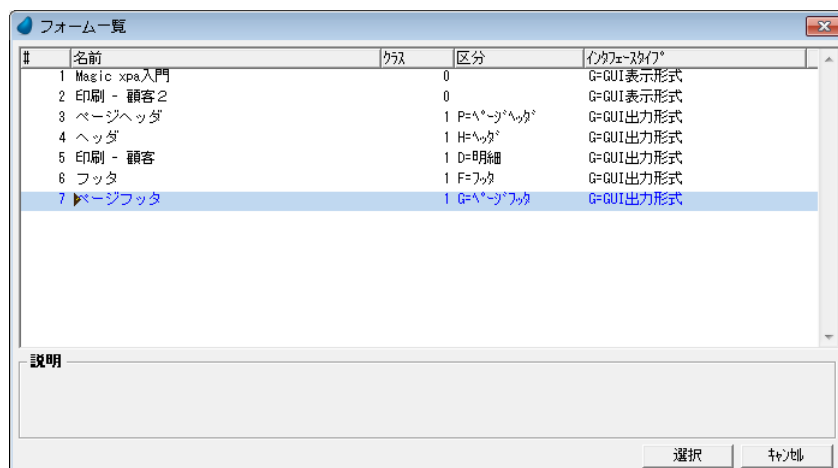 フォーム一覧
# 名前 ｸﾗｽ 区分 ｲﾝﾀﾌｪｰｽﾀｲﾌﾟ
1 Magic xpa入門 0 G=GUI表示形式
2 印刷 - 顧客２ 0 G=GUI表示形式
3 ページヘッダ 1 P=ﾍﾟｰｼﾞﾍｯﾀﾞ G=GUI出力形式
4 ヘッダ 1 H=ﾍｯﾀﾞ G=GUI出力形式
5 印刷 - 顧客 1 D=明細 G=GUI出力形式
6 フッタ 1 F=ﾌｯﾀ G=GUI出力形式
7 ページフッタ 1 G=ﾍﾟｰｼﾞﾌｯﾀ G=GUI出力形式
説明
選択 ｷｬﾝｾﾙ